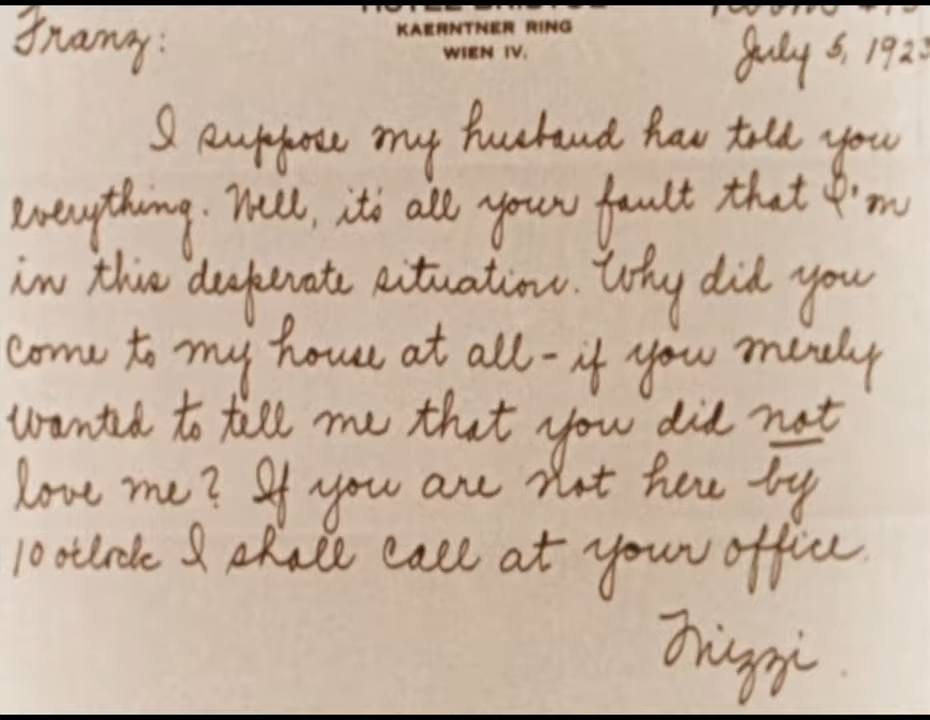 HOTEL BRISTOL
Franz:
KAERNTNER RING
WIEN IV.
July 5, 1923
I suppose my husband has told you
everything. Well, it's all your fault that I'm
in this desperate situation. Why did you
come to my house at all - if you merely
wanted to tell me that you did not
love me? If you are not here by
10 o'clock I shall call at your office.
Mizzi